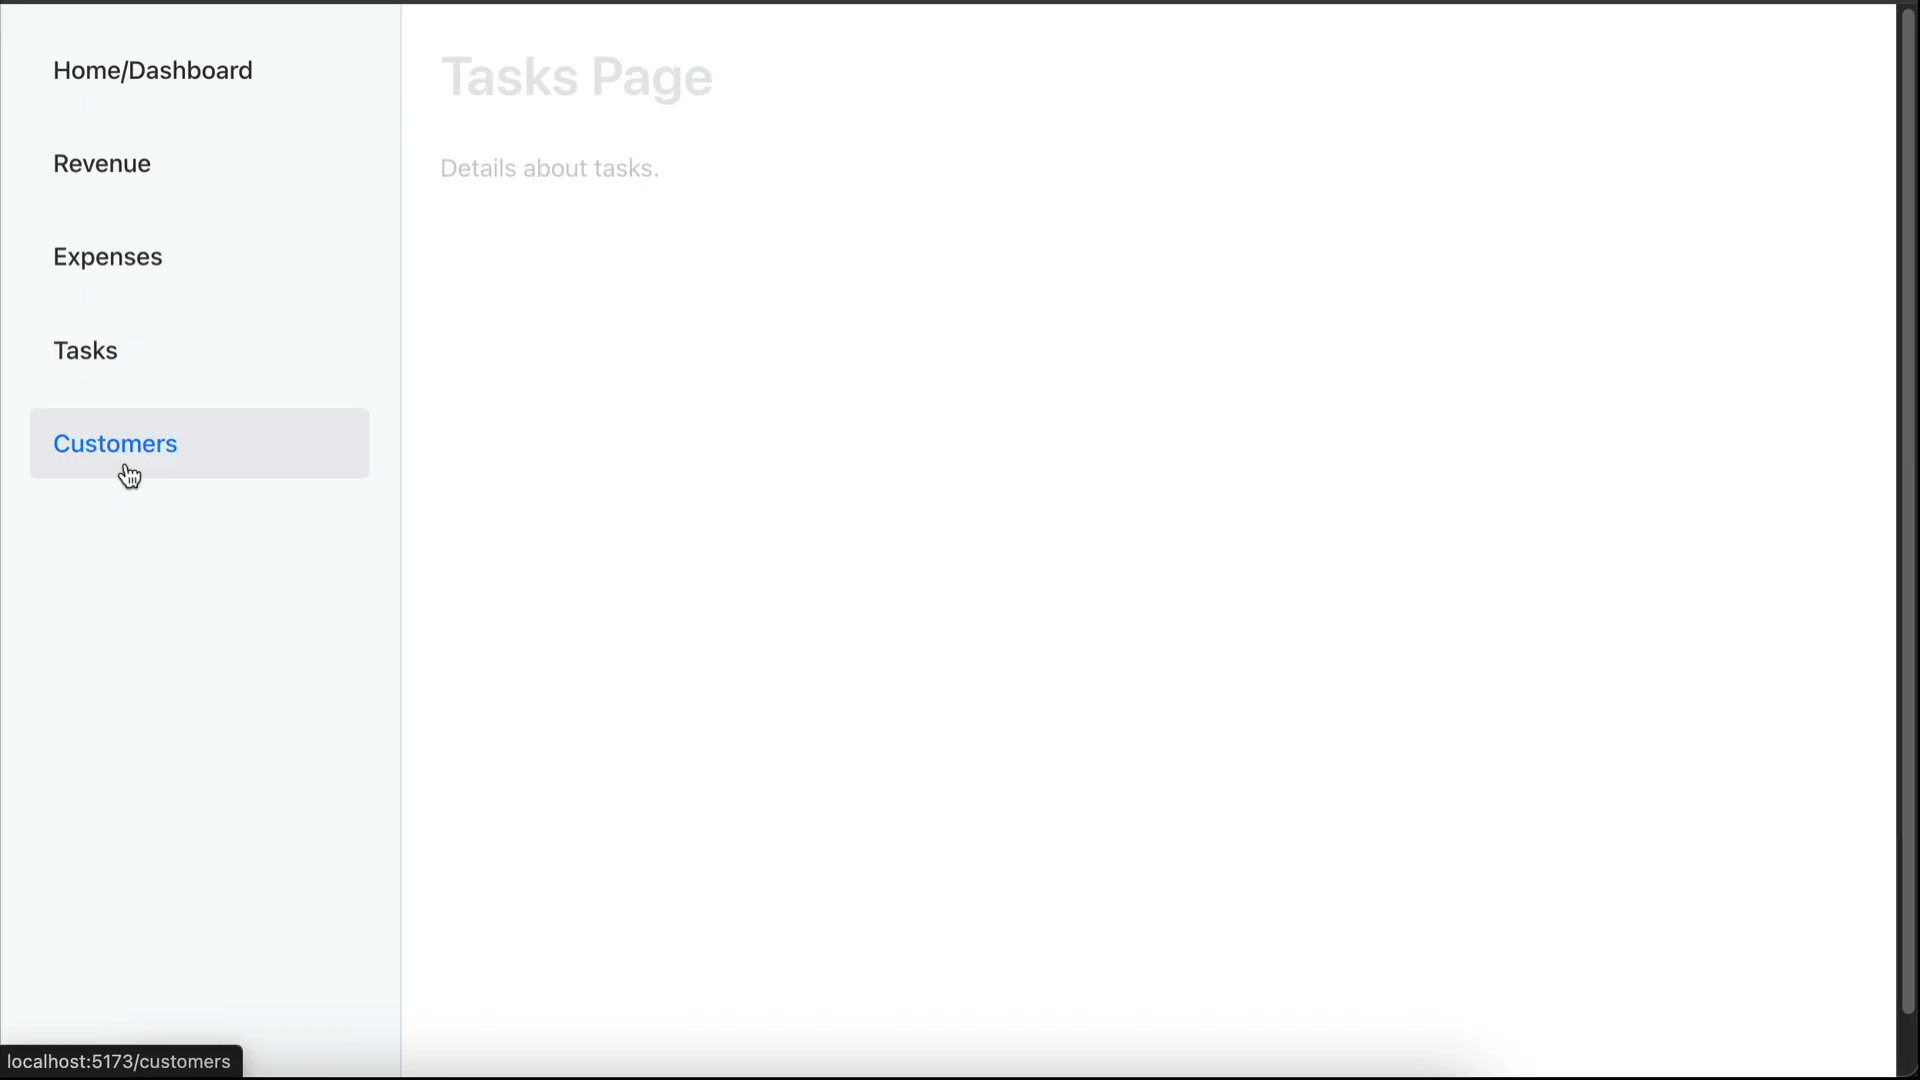 Home/Dashboard
Revenue
Expenses
Tasks
Customers
Tasks Page
Details about tasks.
localhost:5173/customers